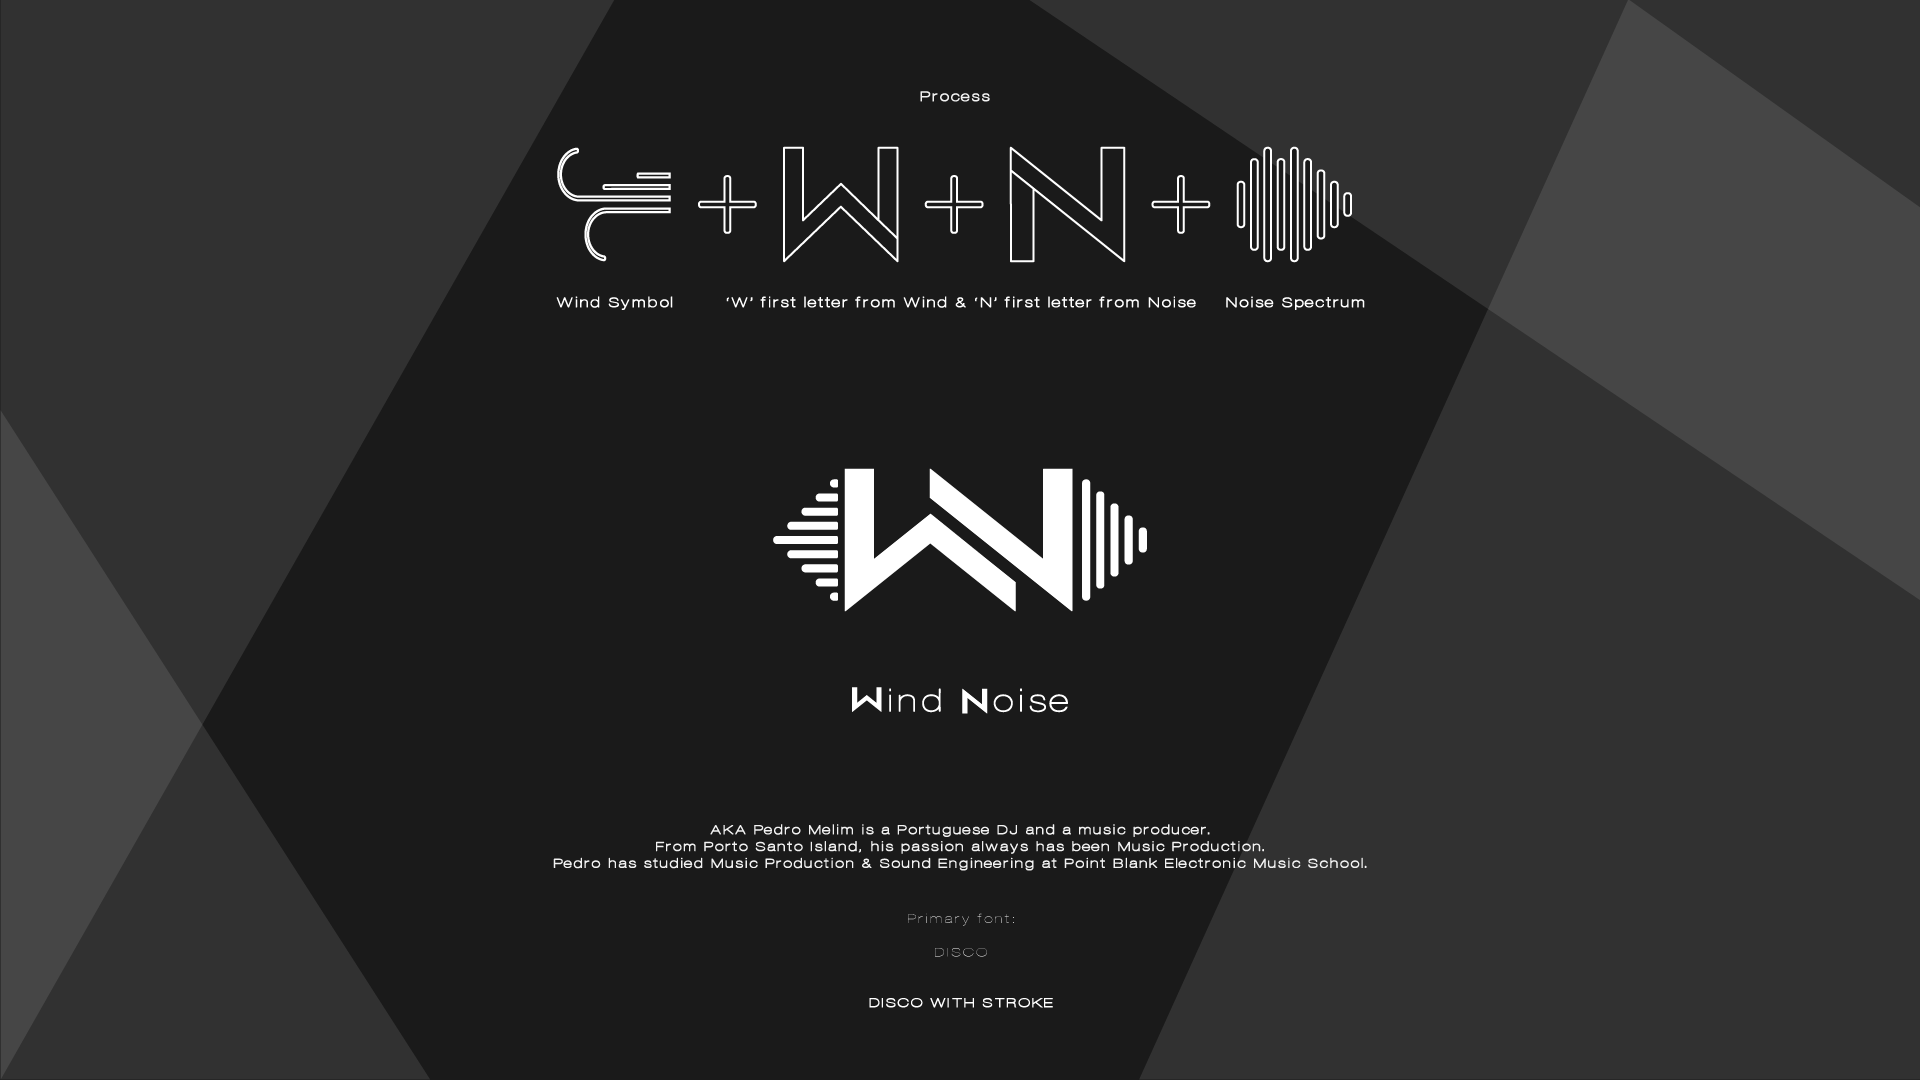 Process
W + N +
Wind Symbol ‘W’ first letter from Wind & ‘N’ first letter from Noise Noise Spectrum
WN
Wind Noise
AKA Pedro Melim is a Portuguese DJ and a music producer.
From Porto Santo Island, his passion always has been Music Production.
Pedro has studied Music Production & Sound Engineering at Point Blank Electronic Music School.
Primary font:
DISCO
DISCO WITH STROKE